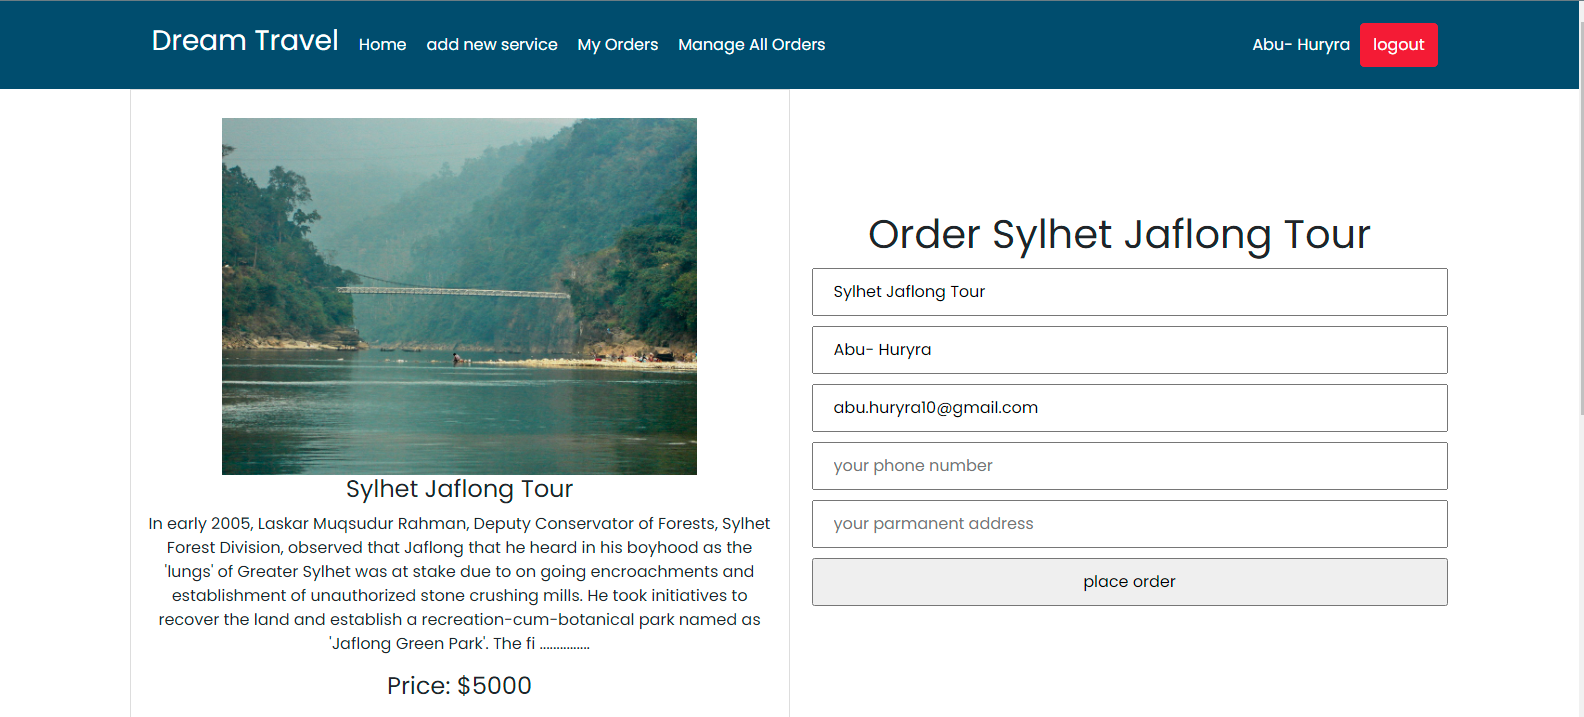 Dream Travel Home add new service My Orders Manage All Orders Abu- Huryra logout
Sylhet Jaflong Tour
In early 2005, Laskar Muqsudur Rahman, Deputy Conservator of Forests, Sylhet
Forest Division, observed that Jaflong that he heard in his boyhood as the
'lungs' of Greater Sylhet was at stake due to on going encroachments and
establishment of unauthorized stone crushing mills. He took initiatives to
recover the land and establish a recreation-cum-botanical park named as
'Jaflong Green Park'. The fi ...............
Price: $5000
Order Sylhet Jaflong Tour
Sylhet Jaflong Tour
Abu- Huryra
abu.huryra10@gmail.com
your phone number
your parmanent address
place order